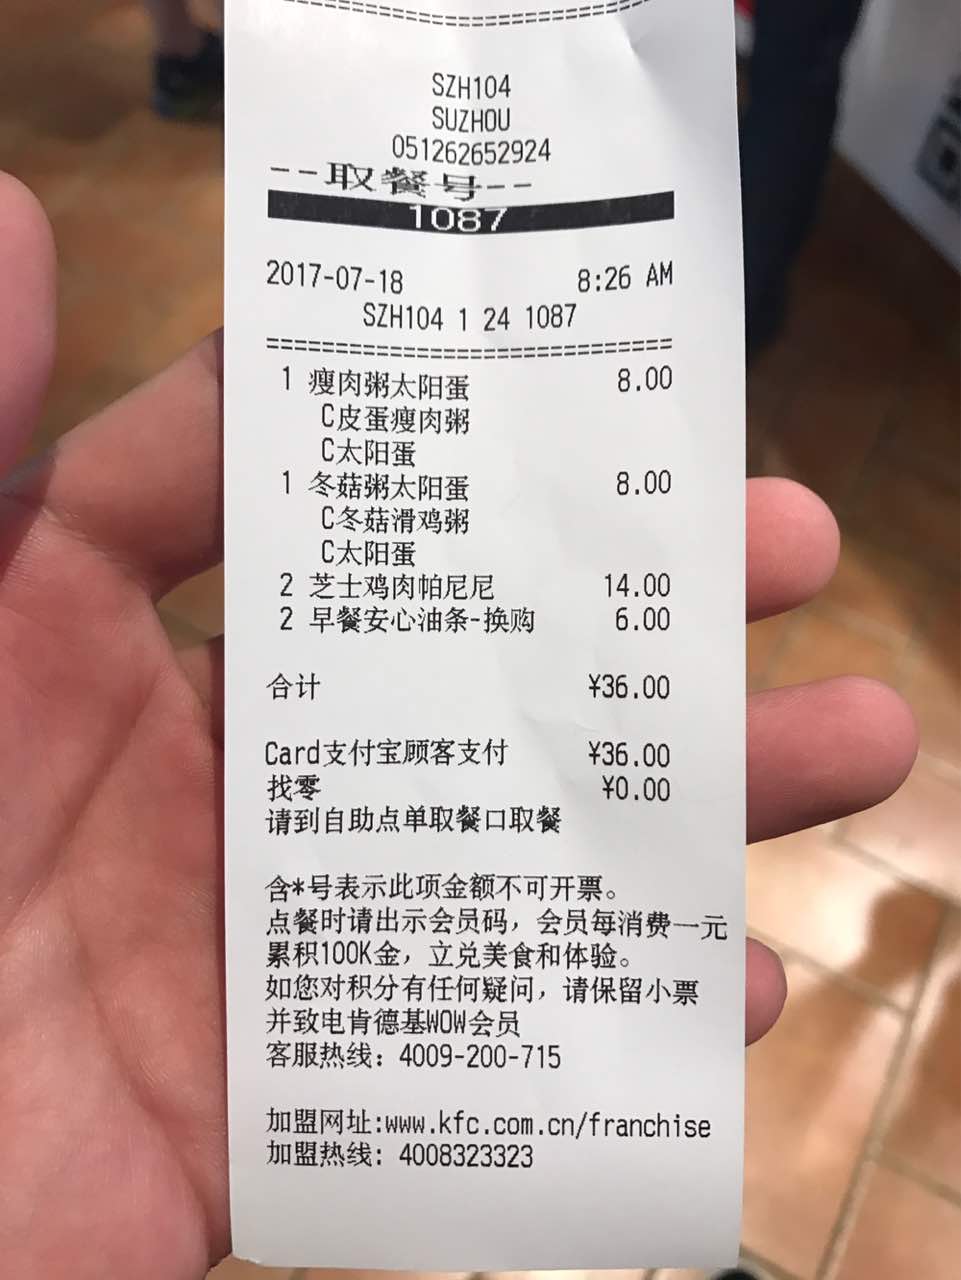 SZH104
SUZHOU
051262652924
--取餐号--
1087
2017-07-18 8:26 AM
SZH104 1 24 1087
==============================
1 瘦肉粥太阳蛋 8.00
C皮蛋瘦肉粥
C太阳蛋
1 冬菇粥太阳蛋 8.00
C冬菇滑鸡粥
C太阳蛋
2 芝士鸡肉帕尼尼 14.00
2 早餐安心油条-换购 6.00
合计 ¥36.00
Card支付宝顾客支付 ¥36.00
找零 ¥0.00
请到自助点单取餐口取餐
含*号表示此项金额不可开票。
点餐时请出示会员码，会员每消费一元
累积100K金，立兑美食和体验。
如您对积分有任何疑问，请保留小票
并致电肯德基WOW会员
客服热线：4009-200-715
加盟网址:www.kfc.com.cn/franchise
加盟热线: 4008323323